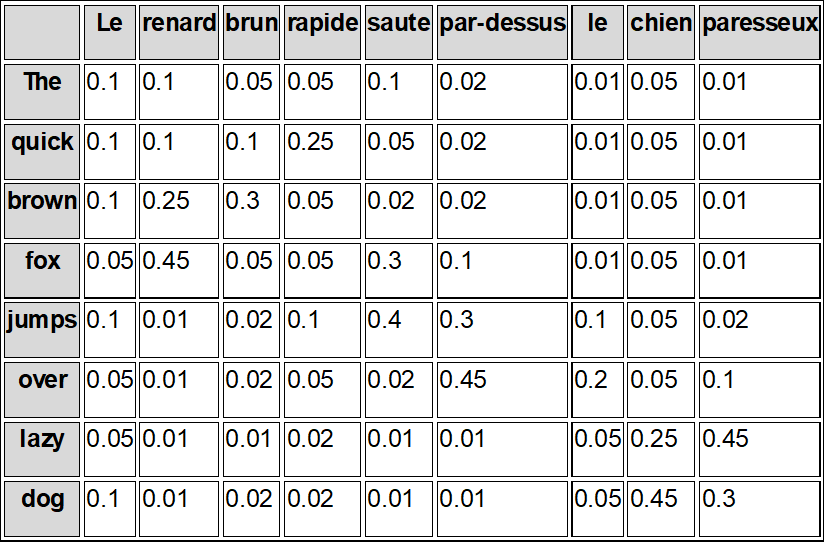 Le renard brun rapide saute par-dessus le chien paresseux
The 0.1 0.1 0.05 0.05 0.1 0.02 0.01 0.05 0.01
quick 0.1 0.1 0.1 0.25 0.05 0.02 0.01 0.05 0.01
brown 0.1 0.25 0.3 0.05 0.02 0.02 0.01 0.05 0.01
fox 0.05 0.45 0.05 0.05 0.3 0.1 0.01 0.05 0.01
jumps 0.1 0.01 0.02 0.1 0.4 0.3 0.1 0.05 0.02
over 0.05 0.01 0.02 0.05 0.02 0.45 0.2 0.05 0.1
lazy 0.05 0.01 0.01 0.02 0.01 0.01 0.05 0.25 0.45
dog 0.1 0.01 0.02 0.02 0.01 0.01 0.05 0.45 0.3